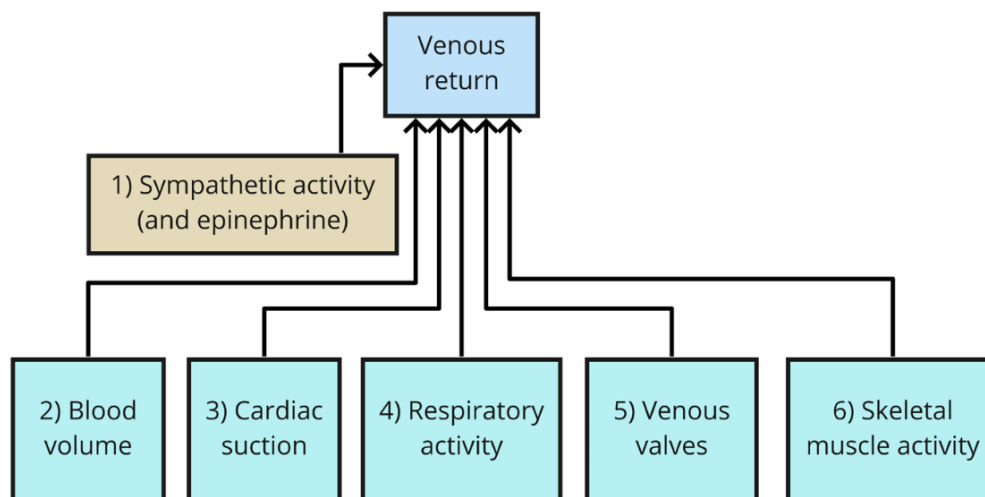 Venous
return
1) Sympathetic activity
(and epinephrine)
2) Blood
volume
3) Cardiac
suction
4) Respiratory
activity
5) Venous
valves
6) Skeletal
muscle activity